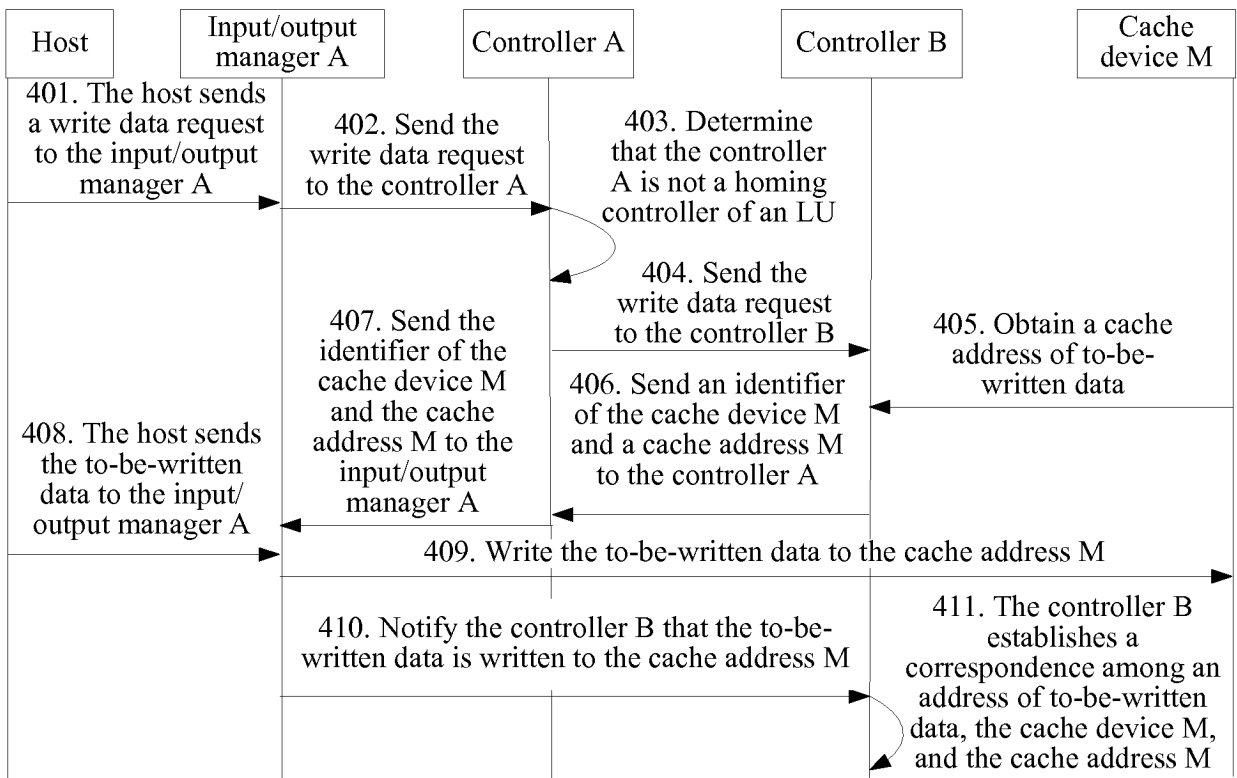 Host
Input/output
manager A
Controller A
Controller B
Cache
device M
401. The host sends
a write data request
to the input/output
manager A
402. Send the
write data request
to the controller A
403. Determine
that the controller
A is not a homing
controller of an LU
404. Send the
write data request
to the controller B
405. Obtain a cache
address of to-be-
written data
406. Send an identifier
of the cache device M
and a cache address M
to the controller A
407. Send the
identifier of the
cache device M
and the cache
address M to the
input/output
manager A
408. The host sends
the to-be-written
data to the input/
output manager A
409. Write the to-be-written data to the cache address M
410. Notify the controller B that the to-be-
written data is written to the cache address M
411. The controller B
establishes a
correspondence among an
address of to-be-written
data, the cache device M,
and the cache address M